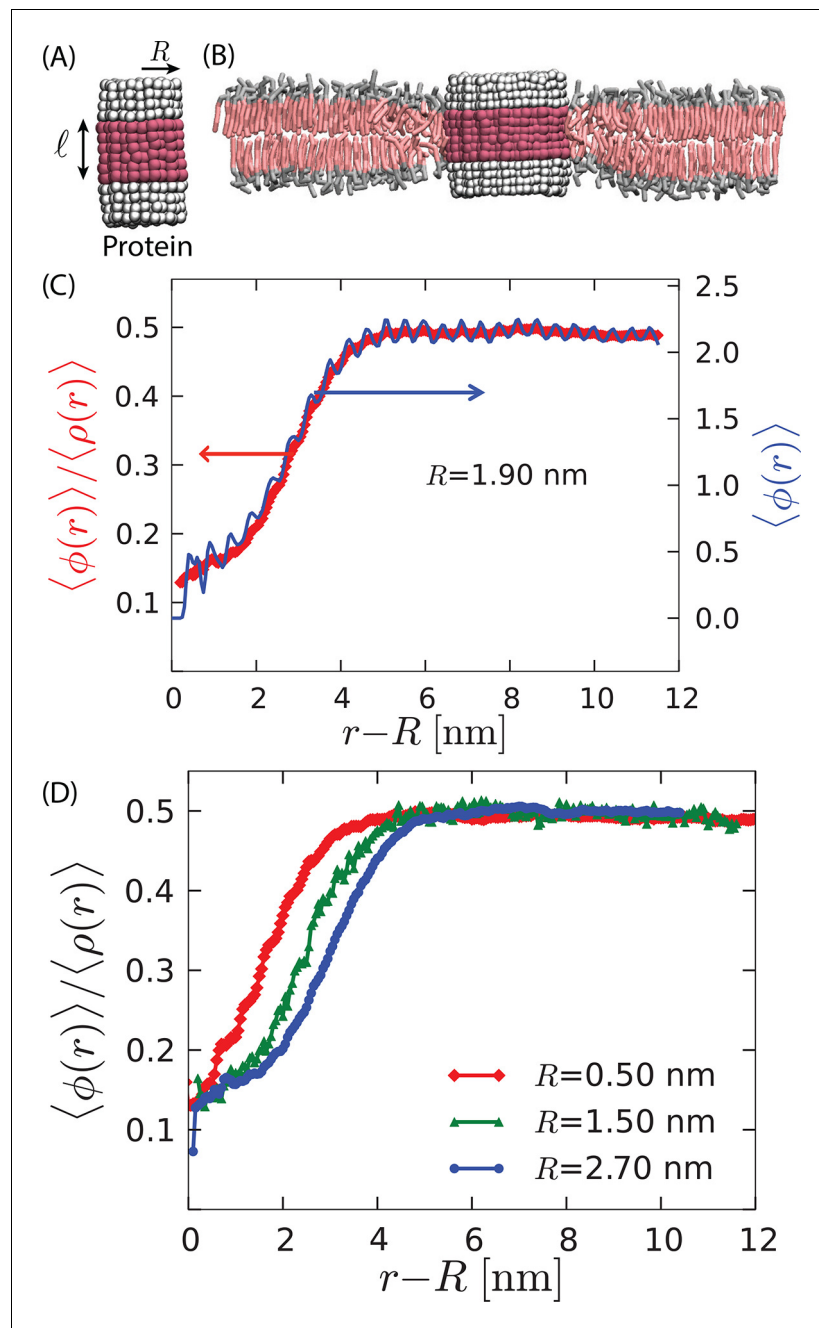 (A)
R
(B)
ℓ
Protein
(C)
⟨ϕ(r)⟩/⟨ρ(r)⟩
0.5
0.4
0.3
0.2
0.1
2.5
2.0
1.5
1.0
0.5
0.0
⟨ϕ(r)⟩
R=1.90 nm
0 2 4 6 8 10 12
r−R [nm]
(D)
⟨ϕ(r)⟩/⟨ρ(r)⟩
0.5
0.4
0.3
0.2
0.1
R=0.50 nm
R=1.50 nm
R=2.70 nm
0 2 4 6 8 10 12
r−R [nm]